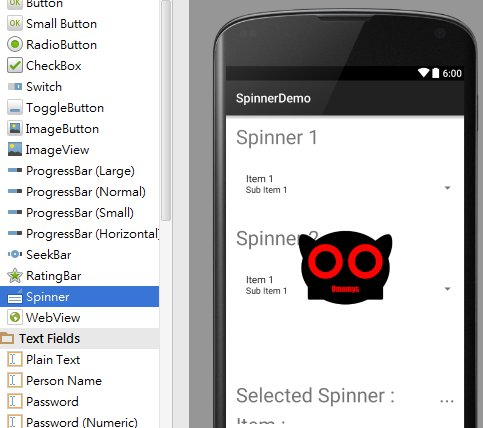 Button
Small Button
RadioButton
CheckBox
Switch
ToggleButton
ImageButton
ImageView
ProgressBar (Large)
ProgressBar (Normal)
ProgressBar (Small)
ProgressBar (Horizontal
SeekBar
RatingBar
Spinner
WebView
Text Fields
Plain Text
Person Name
Password
Password (Numeric)
6:00
SpinnerDemo
Spinner 1
Item 1
Sub Item 1
Spinner 2
Item 1
Sub Item 1
Selected Spinner :
...
Item :